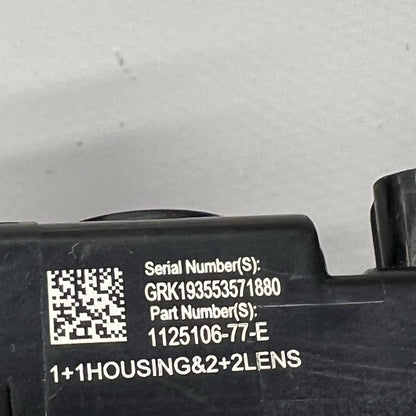 Serial Number(S):
GRK193553571880
Part Number(S):
1125106-77-E
1+1HOUSING&2+2LENS